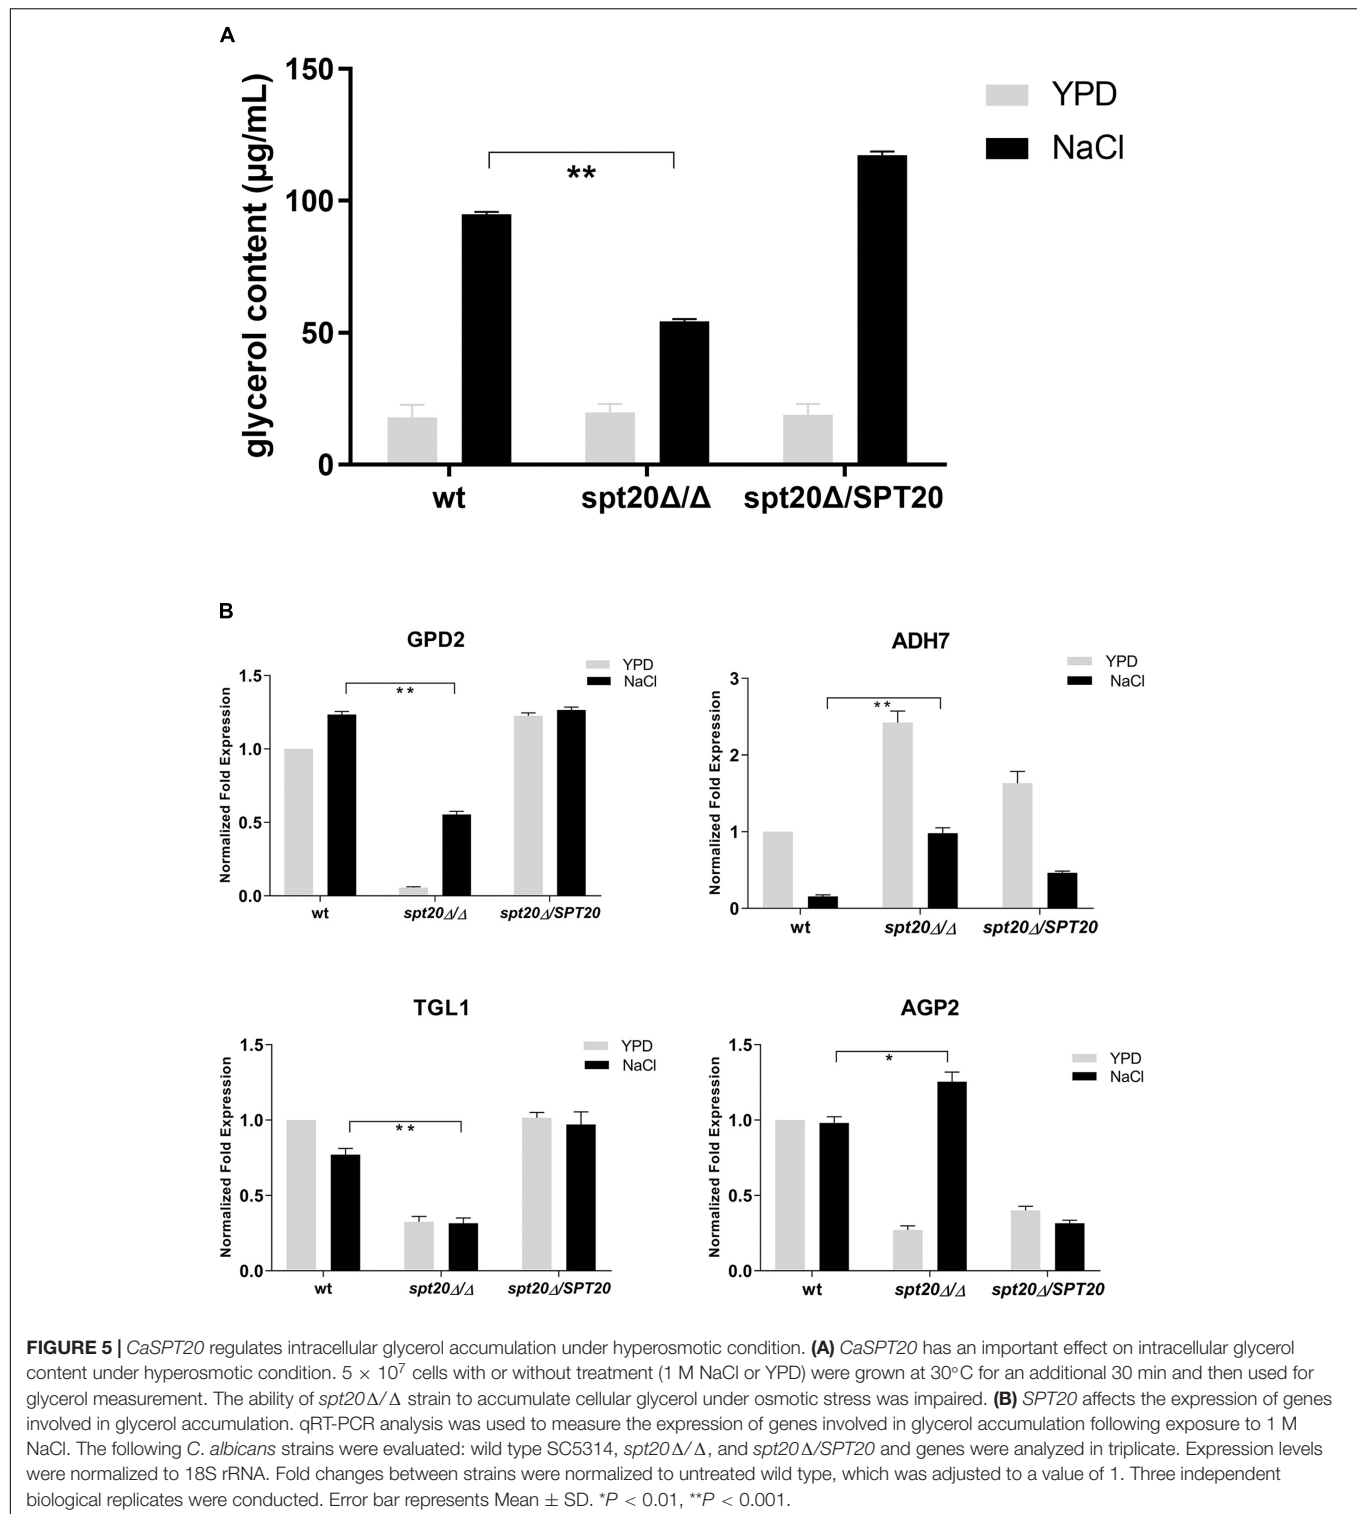 A
glycerol content (µg/mL)
150
100
50
0
**
YPD
NaCl
wt
spt20Δ/Δ
spt20Δ/SPT20
B
GPD2
YPD
NaCl
Normalized Fold Expression
1.5
1.0
0.5
0.0
**
wt
spt20Δ/Δ
spt20Δ/SPT20
ADH7
YPD
NaCl
Normalized Fold Expression
3
2
1
0
**
wt
spt20Δ/Δ
spt20Δ/SPT20
TGL1
YPD
NaCl
Normalized Fold Expression
1.5
1.0
0.5
0.0
**
wt
spt20Δ/Δ
spt20Δ/SPT20
AGP2
YPD
NaCl
Normalized Fold Expression
1.5
1.0
0.5
0.0
*
wt
spt20Δ/Δ
spt20Δ/SPT20
FIGURE 5 | CaSPT20 regulates intracellular glycerol accumulation under hyperosmotic condition. (A) CaSPT20 has an important effect on intracellular glycerol
content under hyperosmotic condition. 5 × 10⁷ cells with or without treatment (1 M NaCl or YPD) were grown at 30°C for an additional 30 min and then used for
glycerol measurement. The ability of spt20Δ/Δ strain to accumulate cellular glycerol under osmotic stress was impaired. (B) SPT20 affects the expression of genes
involved in glycerol accumulation. qRT-PCR analysis was used to measure the expression of genes involved in glycerol accumulation following exposure to 1 M
NaCl. The following C. albicans strains were evaluated: wild type SC5314, spt20Δ/Δ, and spt20Δ/SPT20 and genes were analyzed in triplicate. Expression levels
were normalized to 18S rRNA. Fold changes between strains were normalized to untreated wild type, which was adjusted to a value of 1. Three independent
biological replicates were conducted. Error bar represents Mean ± SD. *P < 0.01, **P < 0.001.